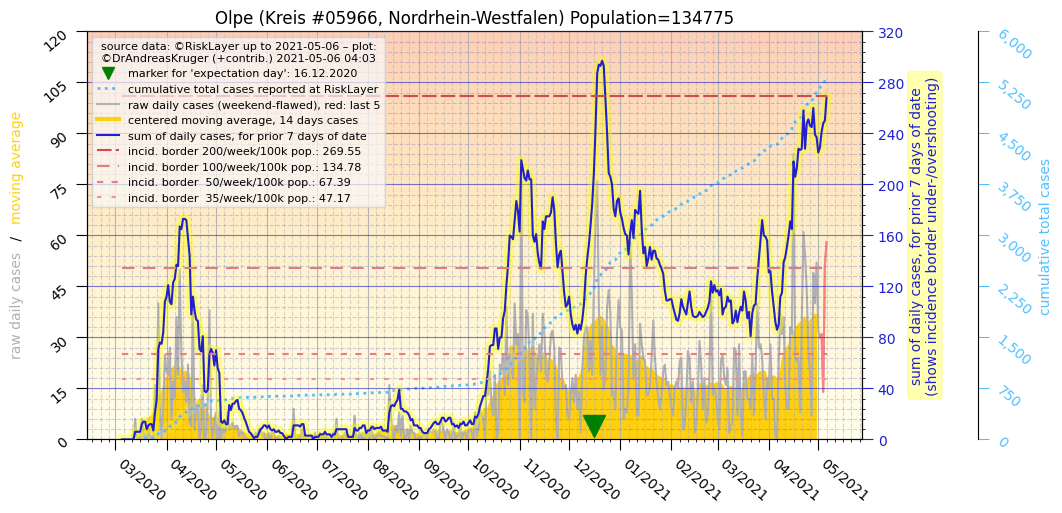 Olpe (Kreis #05966, Nordrhein-Westfalen) Population=134775
source data: ©RiskLayer up to 2021-05-06 – plot:
©DrAndreasKruger (+contrib.) 2021-05-06 04:03
marker for 'expectation day': 16.12.2020
cumulative total cases reported at RiskLayer
raw daily cases (weekend-flawed), red: last 5
centered moving average, 14 days cases
sum of daily cases, for prior 7 days of date
incid. border 200/week/100k pop.: 269.55
incid. border 100/week/100k pop.: 134.78
incid. border  50/week/100k pop.: 67.39
incid. border  35/week/100k pop.: 47.17
raw daily cases  /  moving average
120
105
90
75
60
45
30
15
0
03/2020
04/2020
05/2020
06/2020
07/2020
08/2020
09/2020
10/2020
11/2020
12/2020
01/2021
02/2021
03/2021
04/2021
05/2021
320
280
240
200
160
120
80
40
0
sum of daily cases, for prior 7 days of date
(shows incidence border under-/overshooting)
6,000
5,250
4,500
3,750
3,000
2,250
1,500
750
0
cumulative total cases